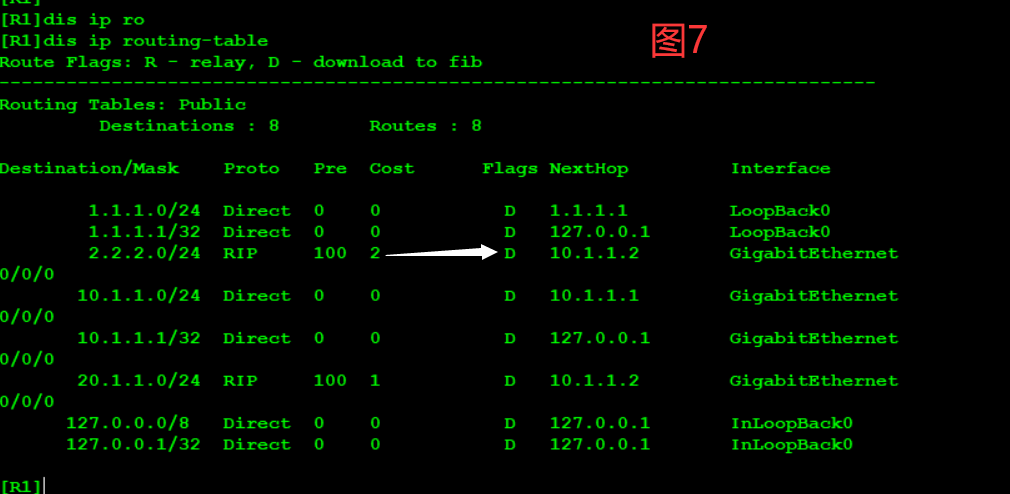 [R1]
[R1]dis ip ro
[R1]dis ip routing-table
图7
Route Flags: R - relay, D - download to fib
------------------------------------------------------------------------------
Routing Tables: Public
Destinations : 8 Routes : 8
Destination/Mask Proto Pre Cost Flags NextHop Interface
1.1.1.0/24 Direct 0 0 D 1.1.1.1 LoopBack0
1.1.1.1/32 Direct 0 0 D 127.0.0.1 LoopBack0
2.2.2.0/24 RIP 100 2 D 10.1.1.2 GigabitEthernet
0/0/0
10.1.1.0/24 Direct 0 0 D 10.1.1.1 GigabitEthernet
0/0/0
10.1.1.1/32 Direct 0 0 D 127.0.0.1 GigabitEthernet
0/0/0
20.1.1.0/24 RIP 100 1 D 10.1.1.2 GigabitEthernet
0/0/0
127.0.0.0/8 Direct 0 0 D 127.0.0.1 InLoopBack0
127.0.0.1/32 Direct 0 0 D 127.0.0.1 InLoopBack0
[R1]